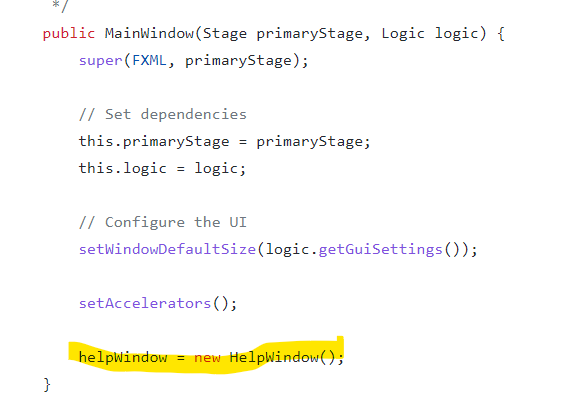 */
public MainWindow(Stage primaryStage, Logic logic) {
super(FXML, primaryStage);
// Set dependencies
this.primaryStage = primaryStage;
this.logic = logic;
// Configure the UI
setWindowDefaultSize(logic.getGuiSettings());
setAccelerators();
helpWindow = new HelpWindow();
}